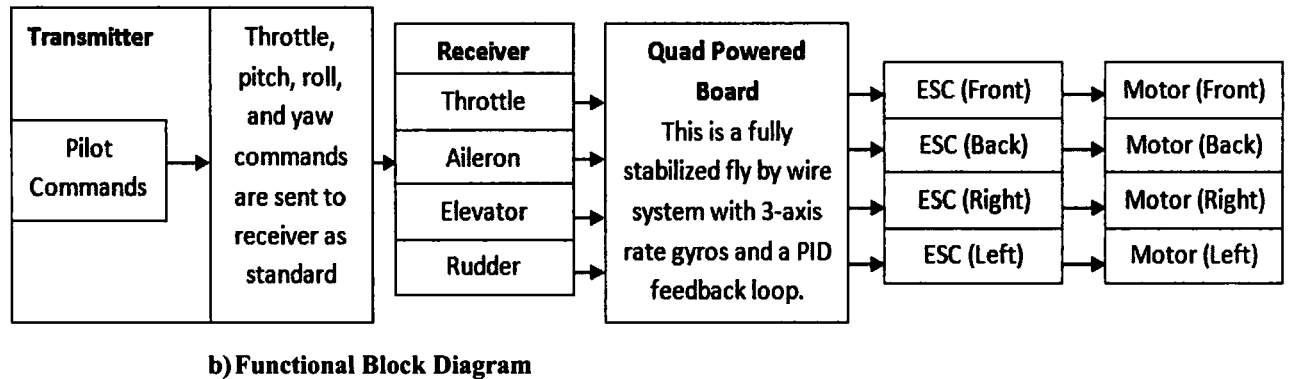 Transmitter
Pilot
Commands
Throttle,
pitch, roll,
and yaw
commands
are sent to
receiver as
standard
Receiver
Throttle
Aileron
Elevator
Rudder
Quad Powered
Board
This is a fully
stabilized fly by wire
system with 3-axis
rate gyros and a PID
feedback loop.
ESC (Front)
ESC (Back)
ESC (Right)
ESC (Left)
Motor (Front)
Motor (Back)
Motor (Right)
Motor (Left)
b) Functional Block Diagram